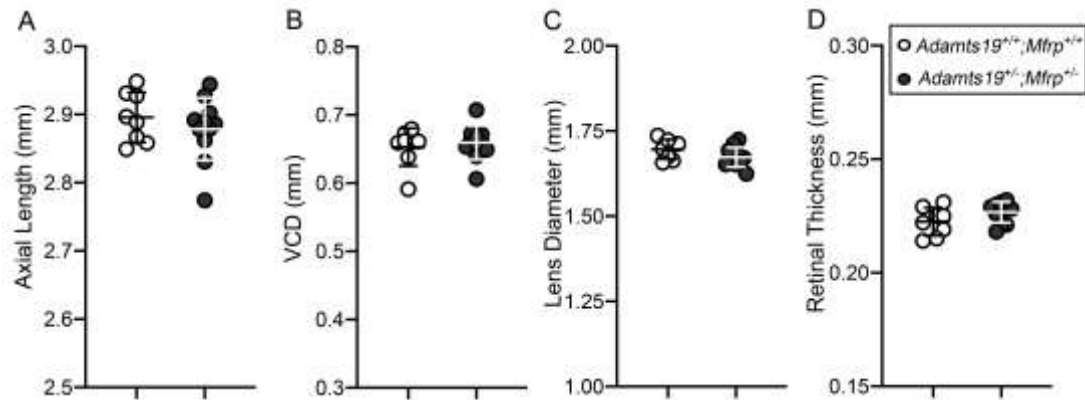 A
Axial Length (mm)
3.0
2.9
2.8
2.7
2.6
2.5
B
VCD (mm)
0.8
0.7
0.6
0.5
0.4
0.3
C
Lens Diameter (mm)
2.00
1.75
1.50
1.25
1.00
D
Retinal Thickness (mm)
0.30
0.25
0.20
0.15
Adamts19+/+;Mfrp+/+
Adamts19+/-;Mfrp+/-